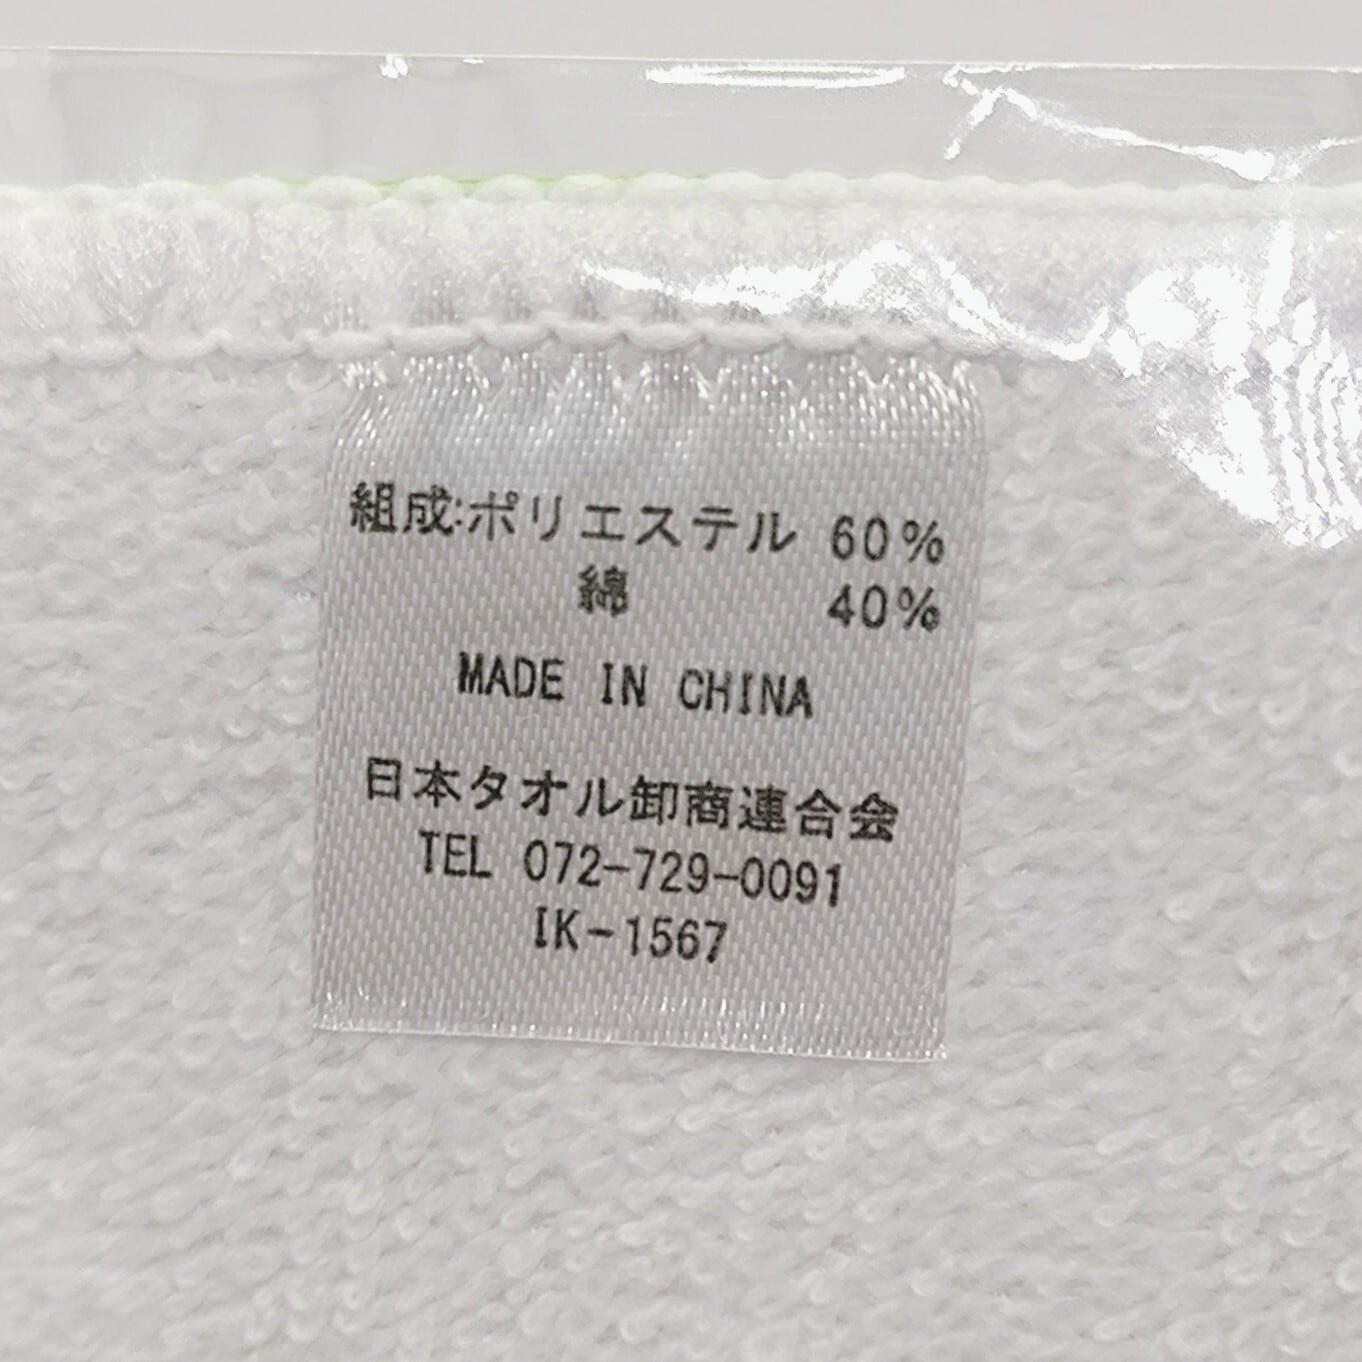 組成:ポリエステル 60%
綿 40%
MADE IN CHINA
日本タオル卸商連合会
TEL 072-729-0091
IK-1567